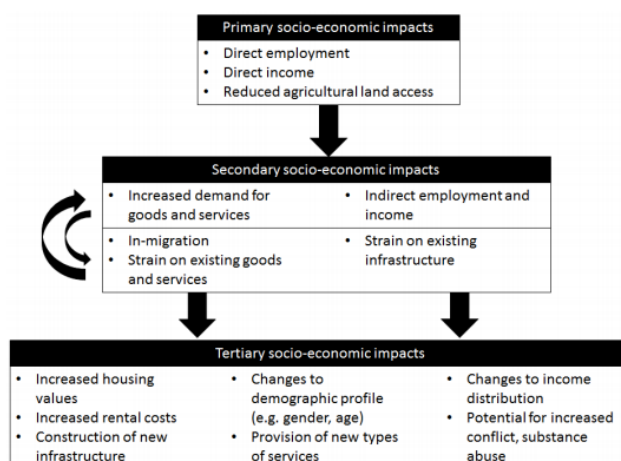 Primary socio-economic impacts
• Direct employment
• Direct income
• Reduced agricultural land access
Secondary socio-economic impacts
• Increased demand for
goods and services
• Indirect employment and
income
• In-migration
• Strain on existing goods
and services
• Strain on existing
infrastructure
Tertiary socio-economic impacts
• Increased housing
values
• Increased rental costs
• Construction of new
infrastructure
• Changes to
demographic profile
(e.g. gender, age)
• Provision of new types
of services
• Changes to income
distribution
• Potential for increased
conflict, substance
abuse